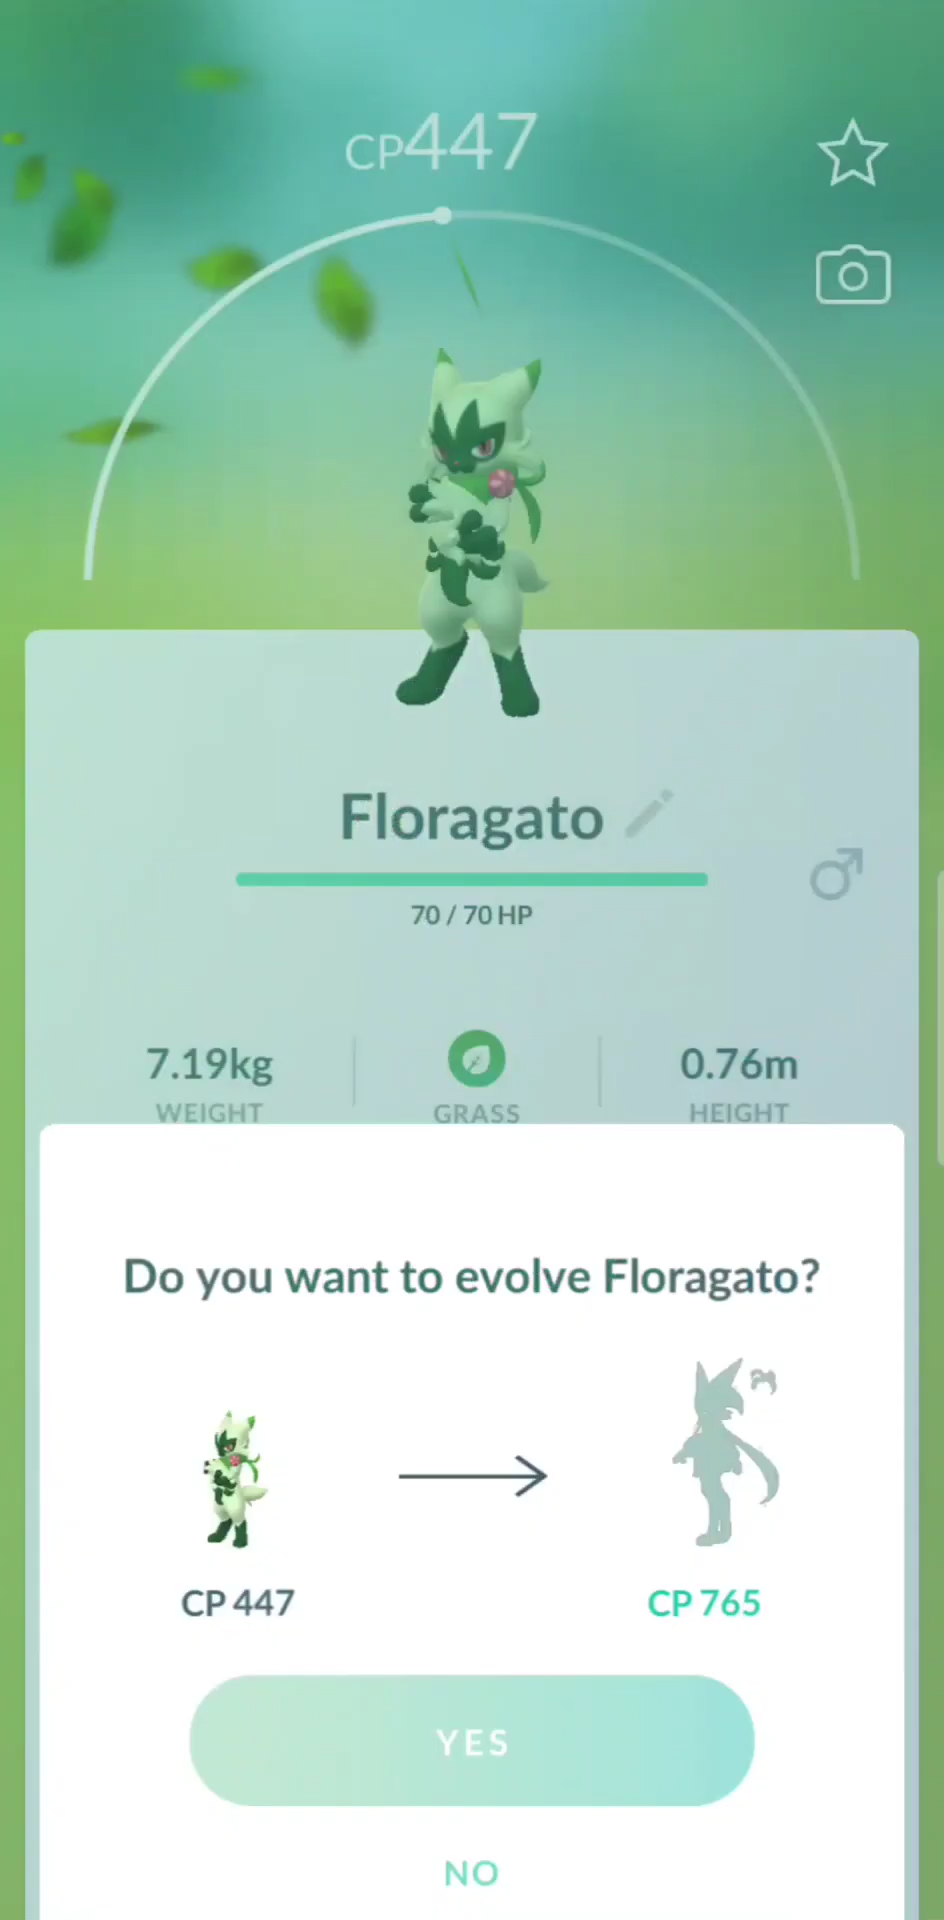 CP447
Floragato
70 / 70 HP
7.19kg
WEIGHT
GRASS
0.76m
HEIGHT
Do you want to evolve Floragato?
CP 447
CP 765
YES
NO